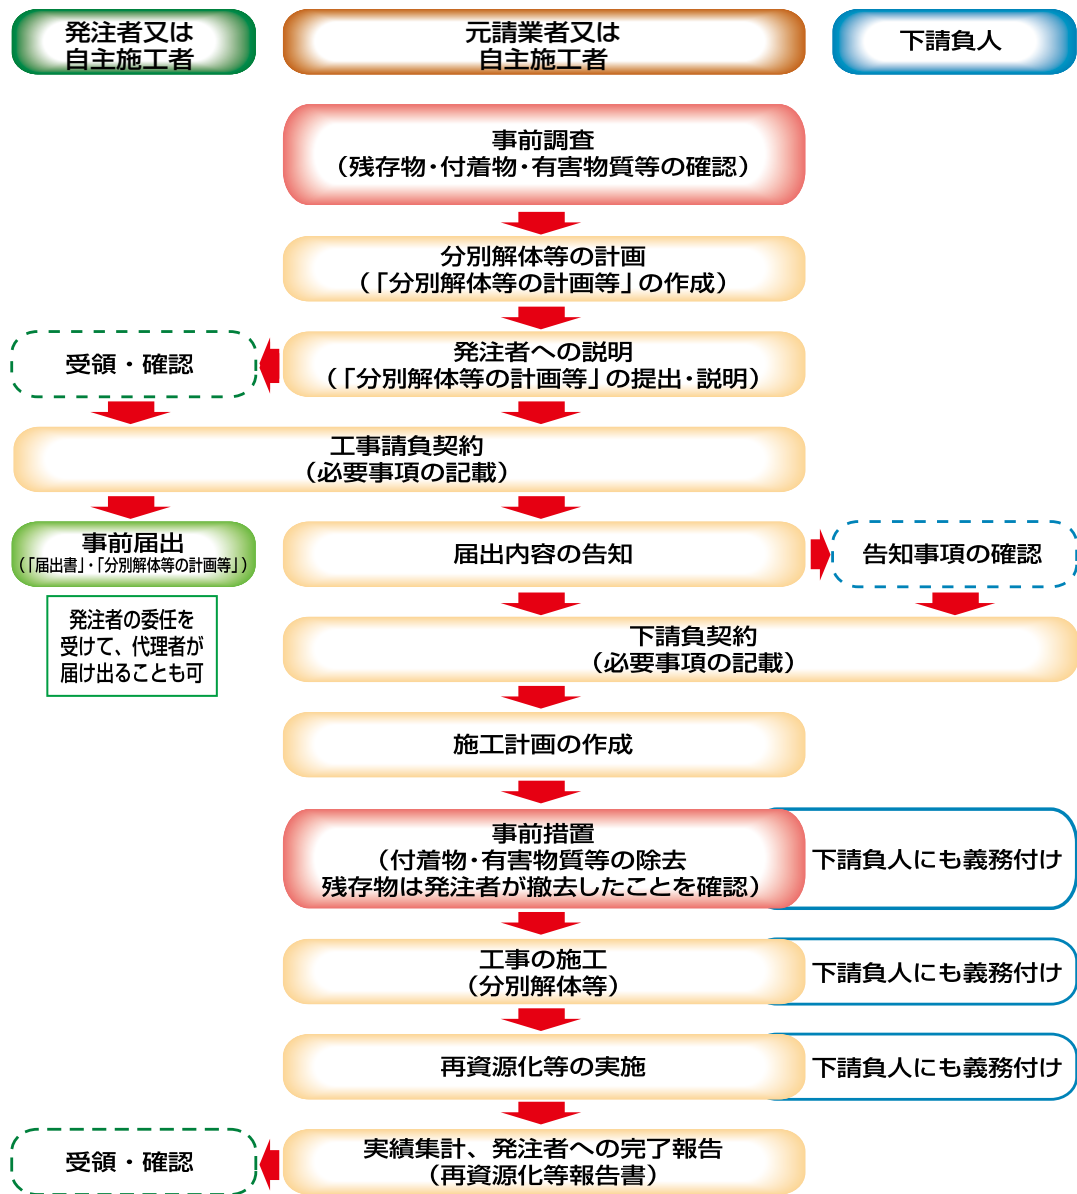 発注者又は
自主施工者
元請業者又は
自主施工者
下請負人
事前調査
（残存物・付着物・有害物質等の確認）
分別解体等の計画
（「分別解体等の計画等」の作成）
受領・確認
発注者への説明
（「分別解体等の計画等」の提出・説明）
工事請負契約
（必要事項の記載）
事前届出
（「届出書」・「分別解体等の計画等」）
発注者の委任を
受けて、代理者が
届け出ることも可
届出内容の告知
告知事項の確認
下請負契約
（必要事項の記載）
施工計画の作成
事前措置
（付着物・有害物質等の除去
残存物は発注者が撤去したことを確認）
下請負人にも義務付け
工事の施工
（分別解体等）
下請負人にも義務付け
再資源化等の実施
下請負人にも義務付け
受領・確認
実績集計、発注者への完了報告
（再資源化等報告書）